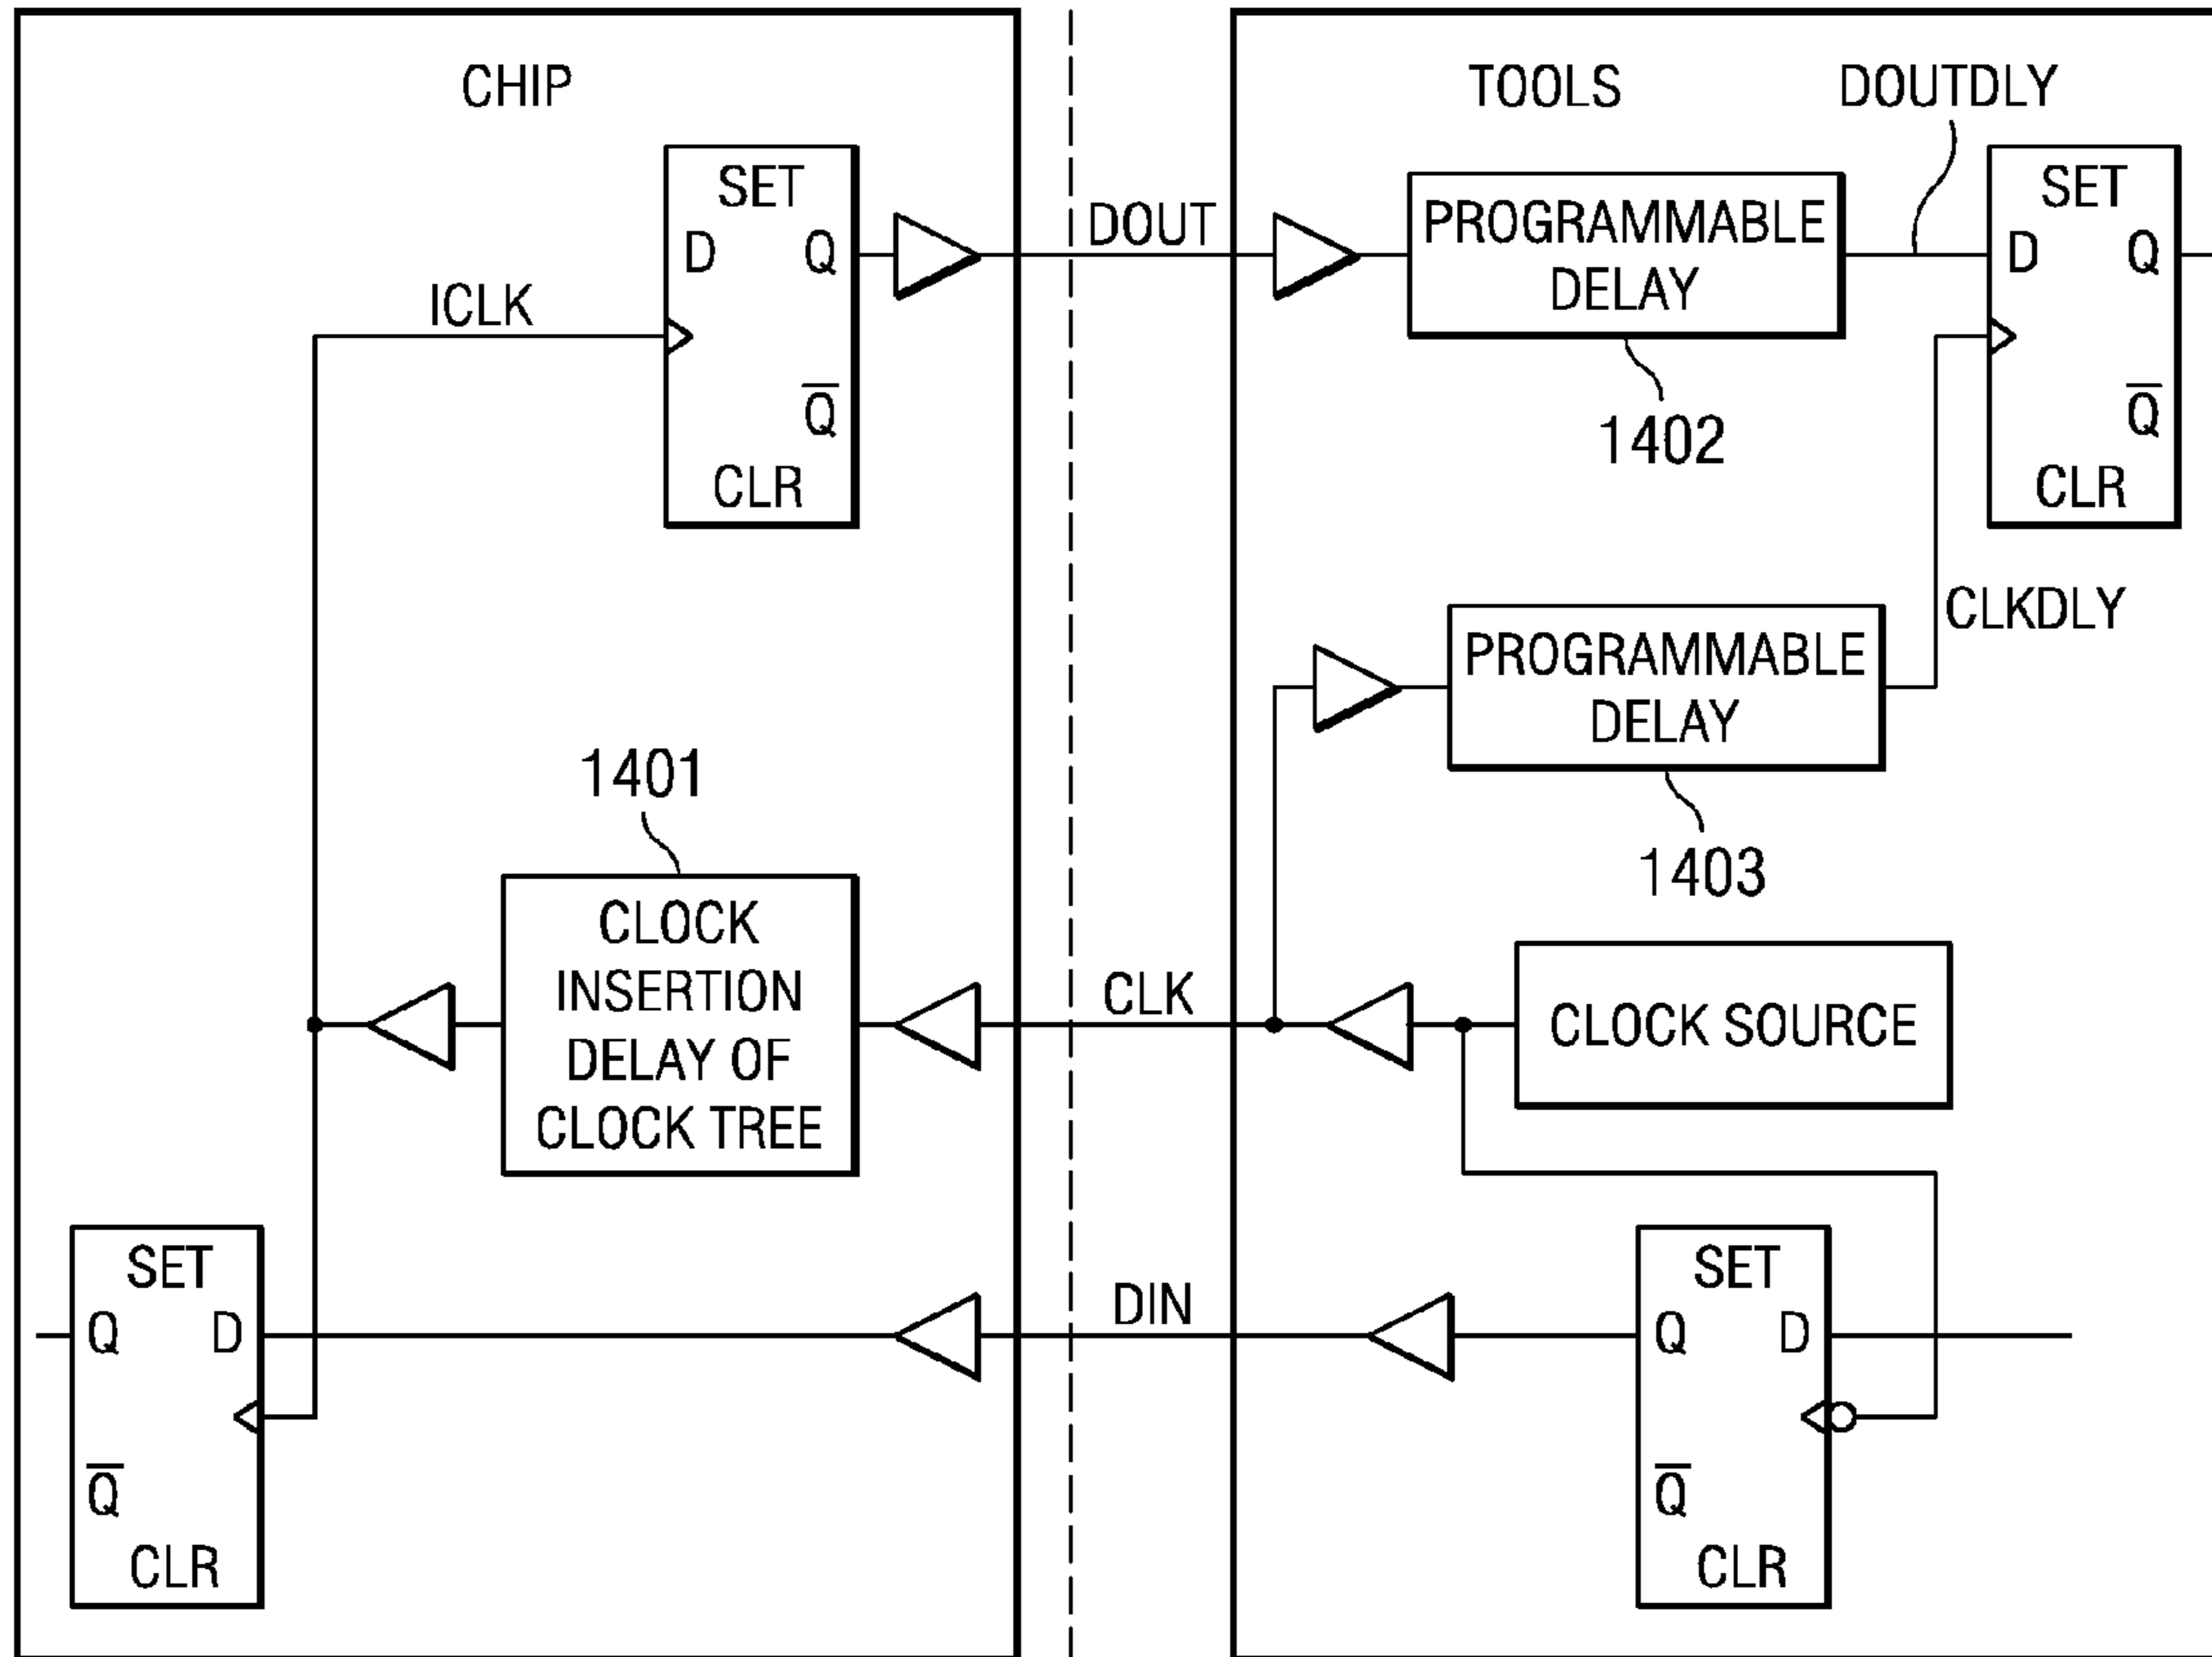 CHIP
TOOLS
DOUTDLY
SET
D Q
Q̅
CLR
ICLK
DOUT
PROGRAMMABLE
DELAY
1402
SET
D Q
Q̅
CLR
CLKDLY
PROGRAMMABLE
DELAY
1403
1401
CLOCK
INSERTION
DELAY OF
CLOCK TREE
CLK
CLOCK SOURCE
SET
Q D
Q̅
CLR
DIN
SET
Q D
Q̅
CLR